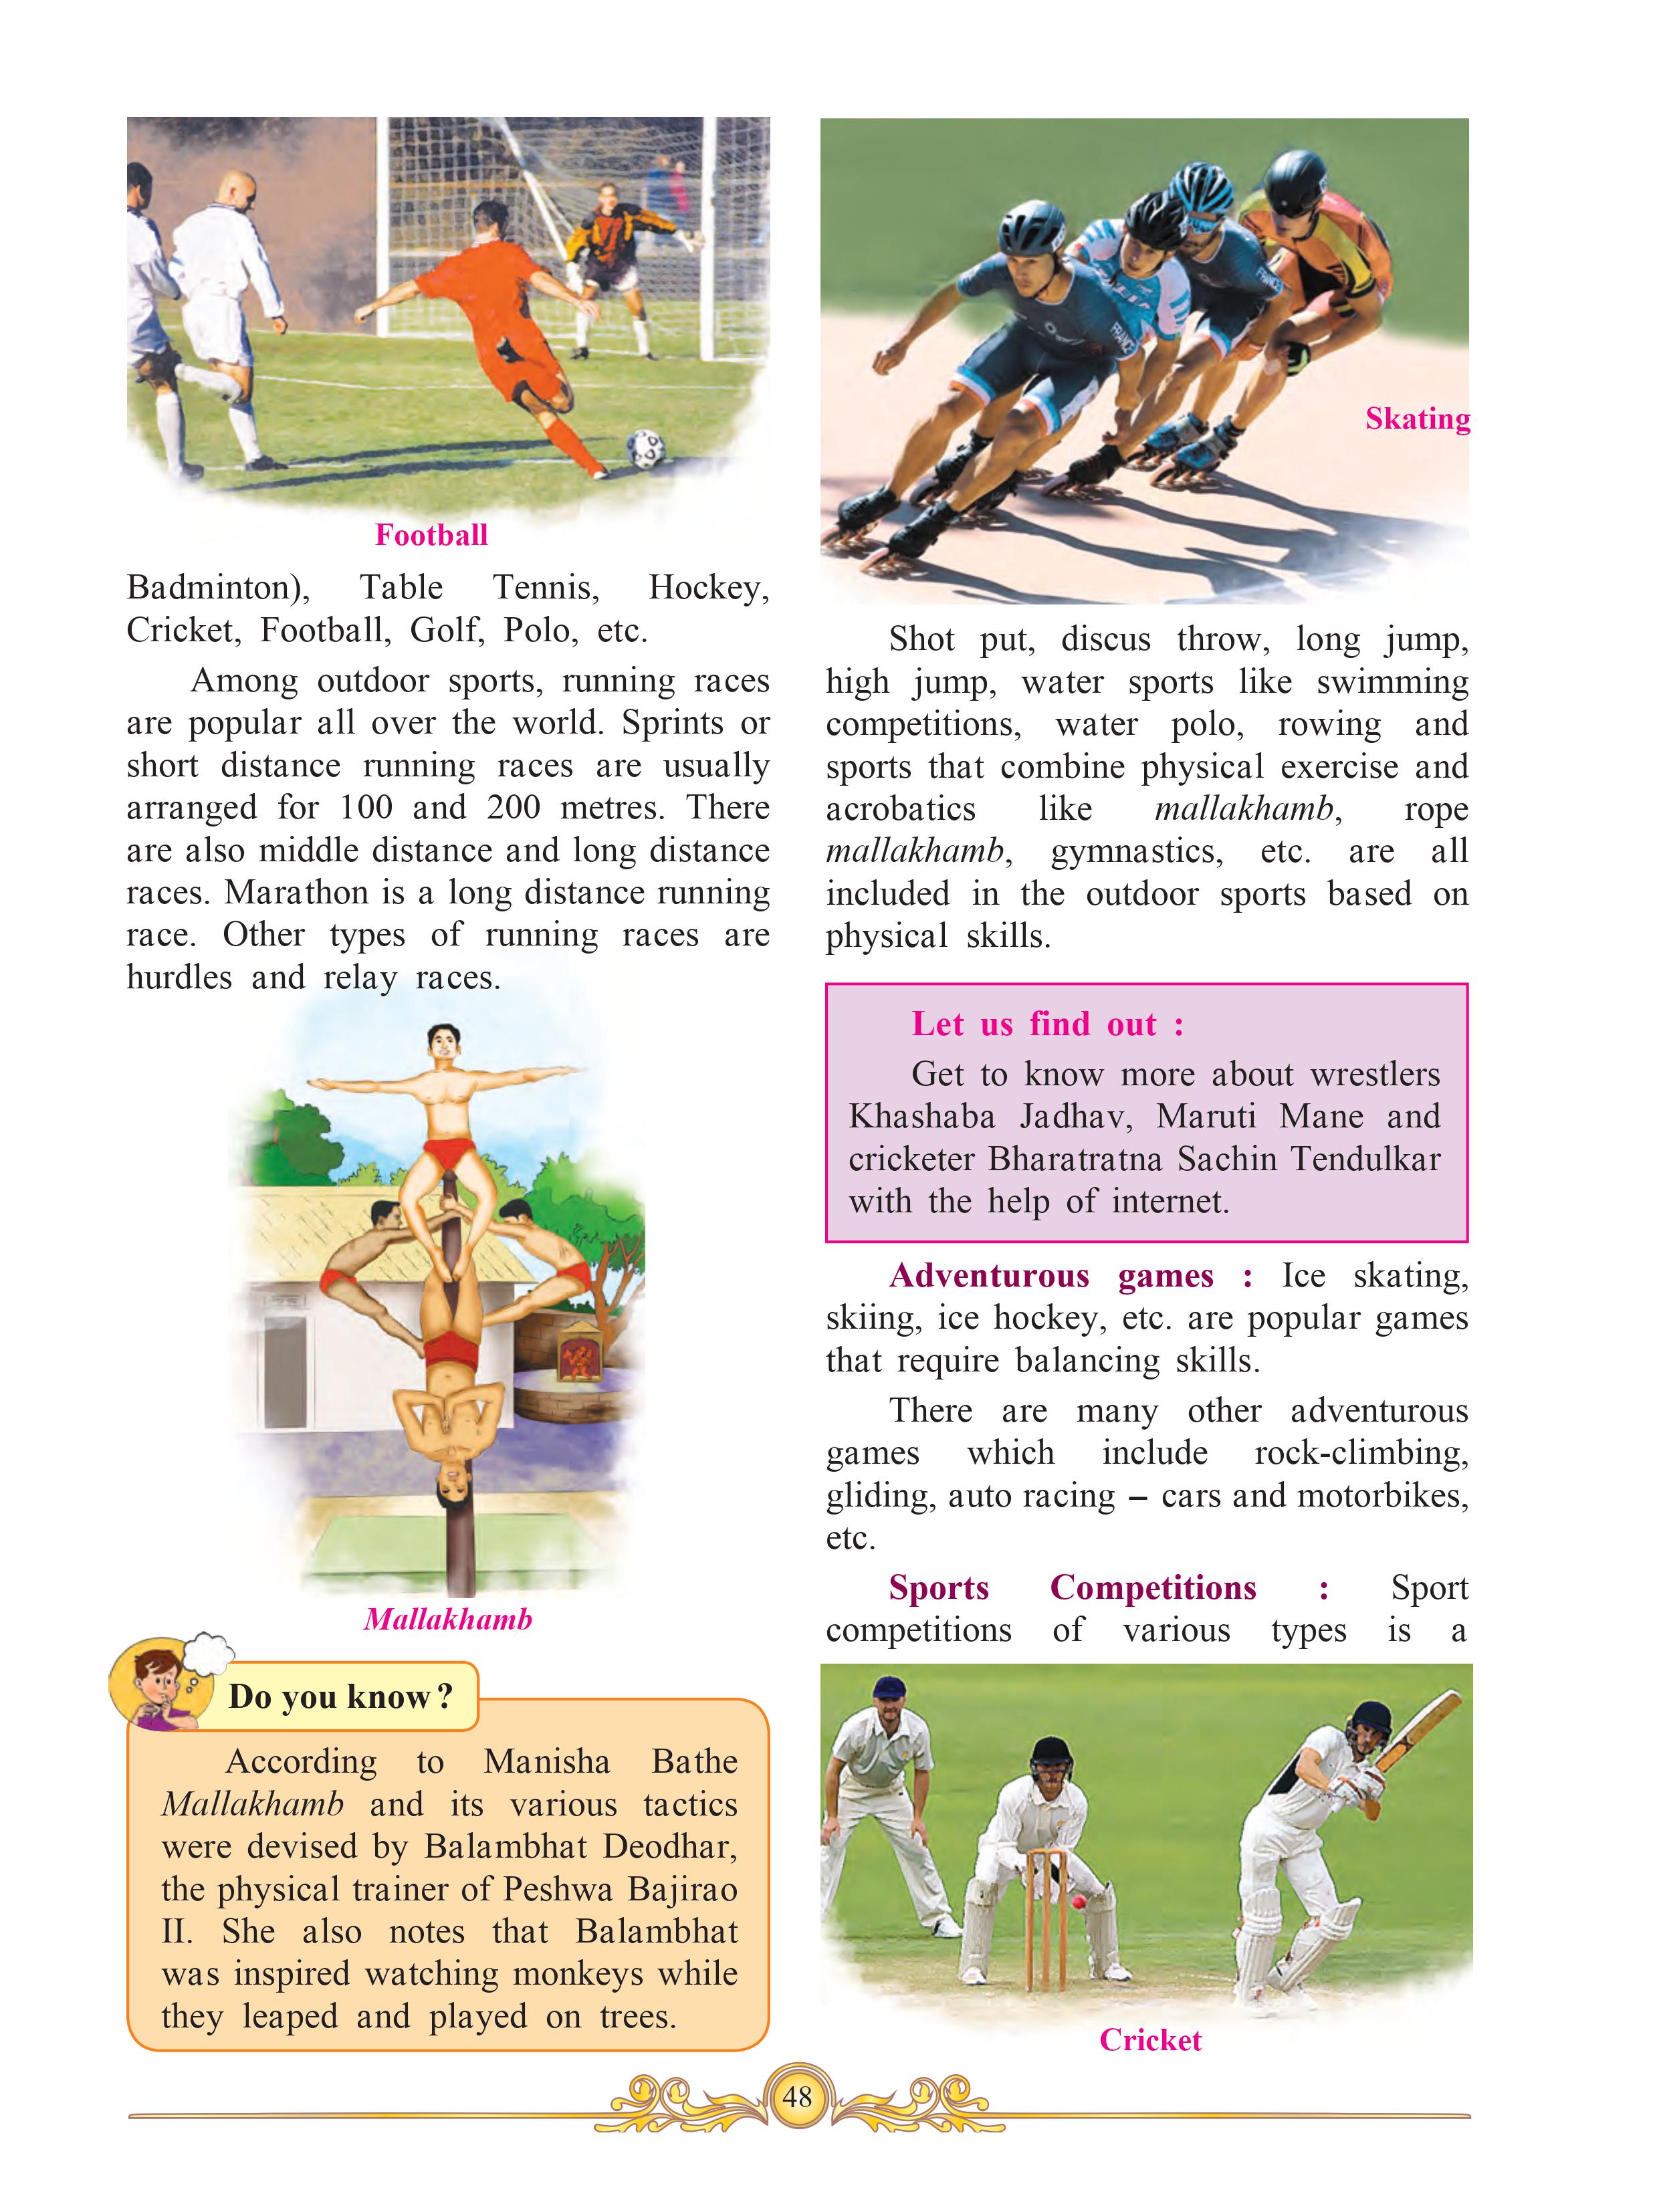 Football
Badminton), Table Tennis, Hockey,
Cricket, Football, Golf, Polo, etc.
Among outdoor sports, running races
are popular all over the world. Sprints or
short distance running races are usually
arranged for 100 and 200 metres. There
are also middle distance and long distance
races. Marathon is a long distance running
race. Other types of running races are
hurdles and relay races.
Mallakhamb
Do you know?
According to Manisha Bathe
Mallakhamb and its various tactics
were devised by Balambhat Deodhar,
the physical trainer of Peshwa Bajirao
II. She also notes that Balambhat
was inspired watching monkeys while
they leaped and played on trees.
FRANCE
Skating
Shot put, discus throw, long jump,
high jump, water sports like swimming
competitions, water polo, rowing and
sports that combine physical exercise and
acrobatics like mallakhamb, rope
mallakhamb, gymnastics, etc. are all
included in the outdoor sports based on
physical skills.
Let us find out :
Get to know more about wrestlers
Khashaba Jadhav, Maruti Mane and
cricketer Bharatratna Sachin Tendulkar
with the help of internet.
Adventurous games : Ice skating,
skiing, ice hockey, etc. are popular games
that require balancing skills.
There are many other adventurous
games which include rock-climbing,
gliding, auto racing – cars and motorbikes,
etc.
Sports Competitions : Sport
competitions of various types is a
Cricket
48